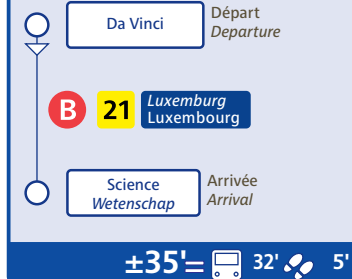 Départ
Da Vinci
Departure
B 21 Luxemburg
Luxembourg
Science
Wetenschap
Arrivée
Arrival
±35'= 32' 5'